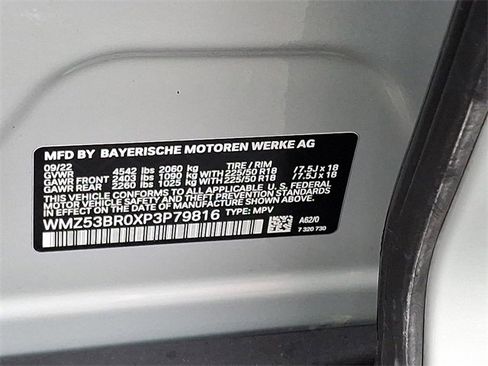 MFD BY BAYERISCHE MOTOREN WERKE AG
09/22
GVWR 4542 lbs 2060 kg TIRE / RIM
GAWR FRONT 2403 lbs 1090 kg WITH 225/50 R18 /7.5J x 18
GAWR REAR 2260 lbs 1025 kg WITH 225/50 R18 /7.5J x 18
THIS VEHICLE CONFORMS TO ALL APPLICABLE U.S. FEDERAL
MOTOR VEHICLE SAFETY, BUMPER, AND THEFT
PREVENTION STANDARDS IN EFFECT ON THE DATE OF
MANUFACTURE SHOWN ABOVE.
WMZ53BR0XP3P79816 TYPE: MPV
A62/0
7 320 730